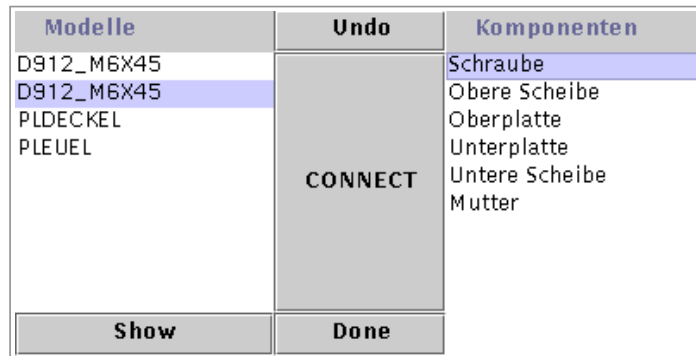 Modelle Undo Komponenten
D912_M6X45 Schraube
D912_M6X45 Obere Scheibe
PLDECKEL Oberplatte
PLEUEL Unterplatte
CONNECT Untere Scheibe
Mutter
Show Done